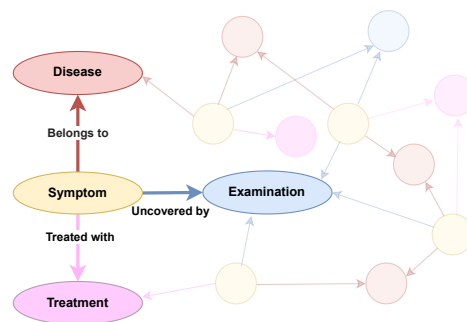 Disease
Belongs to
Symptom
Examination
Uncovered by
Treated with
Treatment